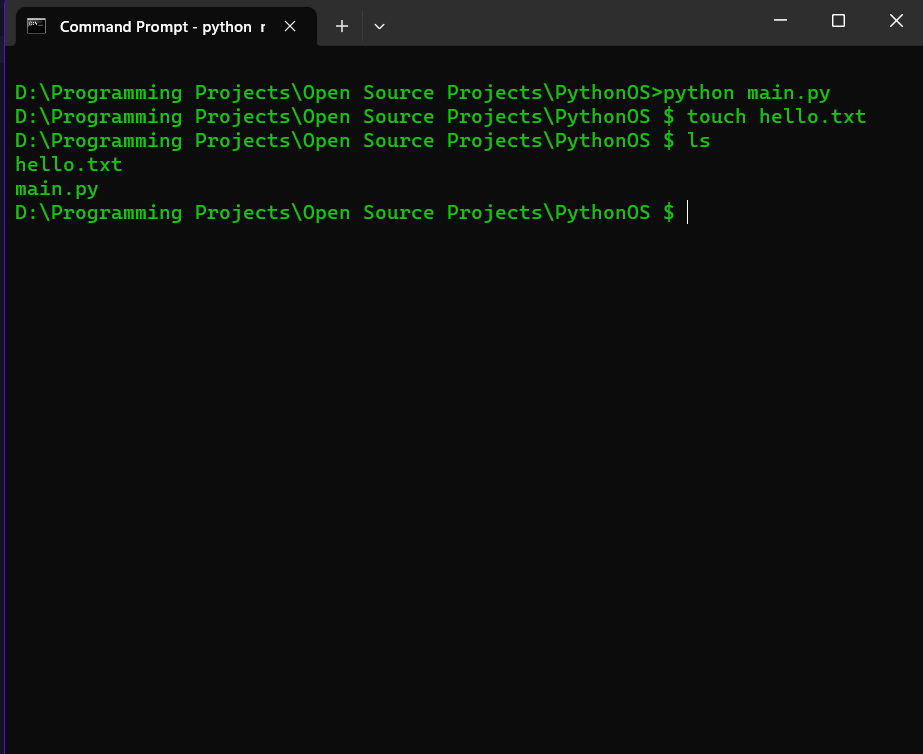 Command Prompt - python
D:\Programming Projects\Open Source Projects\PythonOS>python main.py
D:\Programming Projects\Open Source Projects\PythonOS $ touch hello.txt
D:\Programming Projects\Open Source Projects\PythonOS $ ls
hello.txt
main.py
D:\Programming Projects\Open Source Projects\PythonOS $